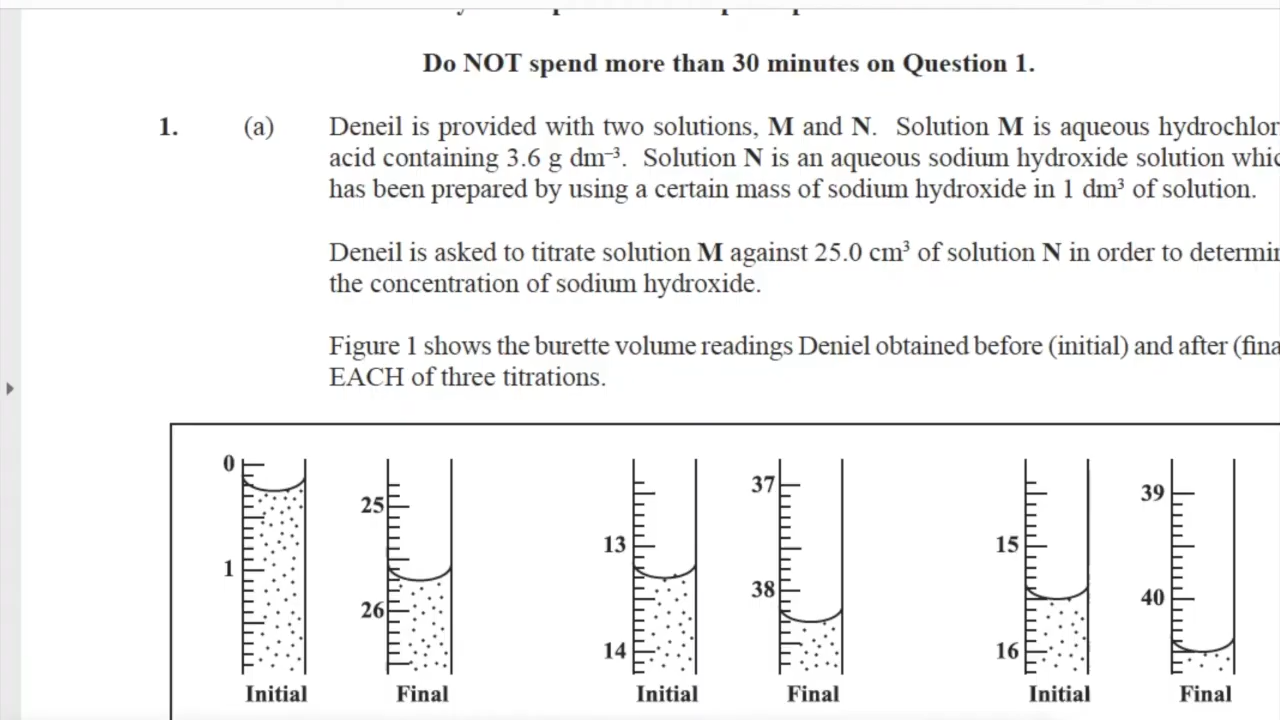 Do NOT spend more than 30 minutes on Question 1.
1. (a) Deneil is provided with two solutions, M and N. Solution M is aqueous
acid containing 3.6 g dm⁻³. Solution N is an aqueous sodium hydroxide solution
has been prepared by using a certain mass of sodium hydroxide in 1 dm³ of solution.
Deneil is asked to titrate solution M against 25.0 cm³ of solution N in order to
the concentration of sodium hydroxide.
Figure 1 shows the burette volume readings Deniel obtained before (initial) and after
EACH of three titrations.
0 1 Initial
25 26 Final
13 14 Initial
37 38 Final
15 16 Initial
39 40 Final